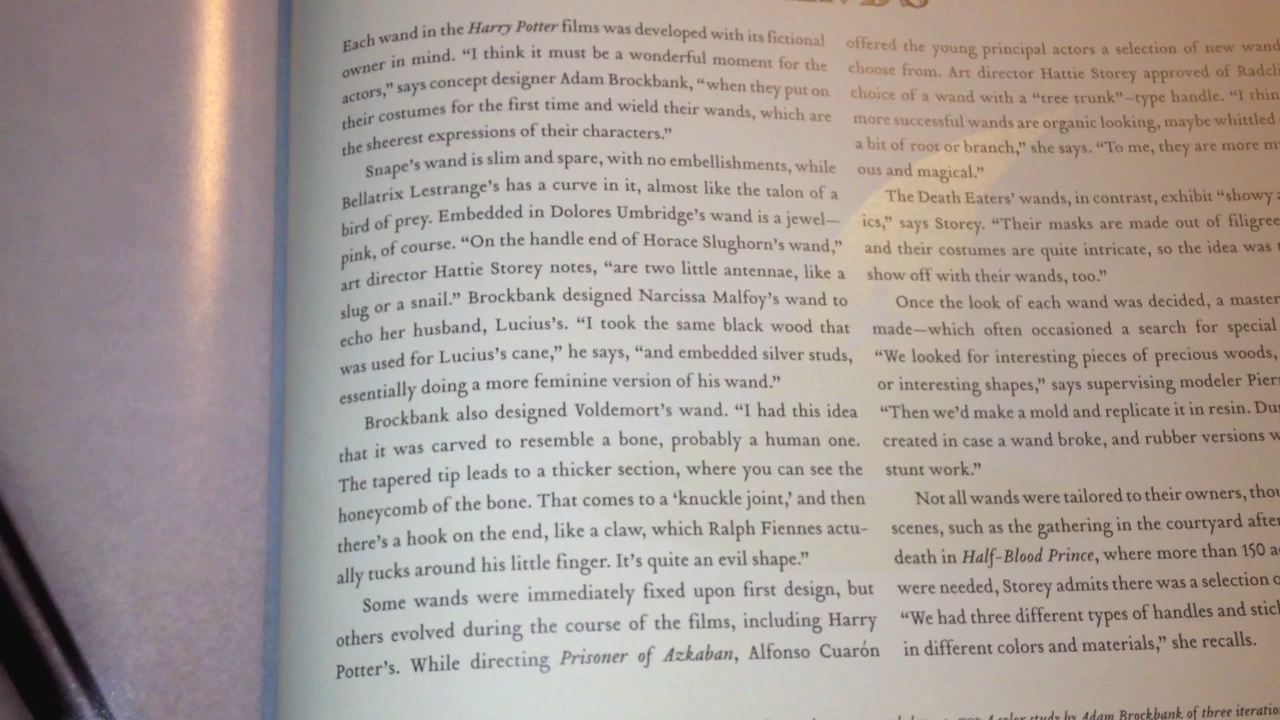 Each wand in the Harry Potter films was developed with its fictional
owner in mind. “I think it must be a wonderful moment for the
actors,” says concept designer Adam Brockbank, “when they put on
their costumes for the first time and wield their wands, which are
the sheerest expressions of their characters.”
Snape’s wand is slim and spare, with no embellishments, while
Bellatrix Lestrange’s has a curve in it, almost like the talon of a
bird of prey. Embedded in Dolores Umbridge’s wand is a jewel—
pink, of course. “On the handle end of Horace Slughorn’s wand,”
art director Hattie Storey notes, “are two little antennae, like a
slug or a snail.” Brockbank designed Narcissa Malfoy’s wand to
echo her husband, Lucius’s. “I took the same black wood that
was used for Lucius’s cane,” he says, “and embedded silver studs,
essentially doing a more feminine version of his wand.”
Brockbank also designed Voldemort’s wand. “I had this idea
that it was carved to resemble a bone, probably a human one.
The tapered tip leads to a thicker section, where you can see the
honeycomb of the bone. That comes to a ‘knuckle joint,’ and then
there’s a hook on the end, like a claw, which Ralph Fiennes actu-
ally tucks around his little finger. It’s quite an evil shape.”
Some wands were immediately fixed upon first design, but
others evolved during the course of the films, including Harry
Potter’s. While directing Prisoner of Azkaban, Alfonso Cuarón
offered the young principal actors a selection of new
choose from. Art director Hattie Storey approved of
choice of a wand with a “tree trunk”–type handle. “I
more successful wands are organic looking, maybe whittled
a bit of root or branch,” she says. “To me, they are more
ous and magical.”
The Death Eaters’ wands, in contrast, exhibit “showy
ics,” says Storey. “Their masks are made out of filigree
and their costumes are quite intricate, so the idea was
show off with their wands, too.”
Once the look of each wand was decided, a master
made—which often occasioned a search for special
“We looked for interesting pieces of precious woods,
or interesting shapes,” says supervising modeler
“Then we’d make a mold and replicate it in resin.
created in case a wand broke, and rubber versions
stunt work.”
Not all wands were tailored to their owners,
scenes, such as the gathering in the courtyard
death in Half-Blood Prince, where more than 150
were needed, Storey admits there was a selection
“We had three different types of handles and
in different colors and materials,” she recalls.
A color study by Adam Brockbank of three